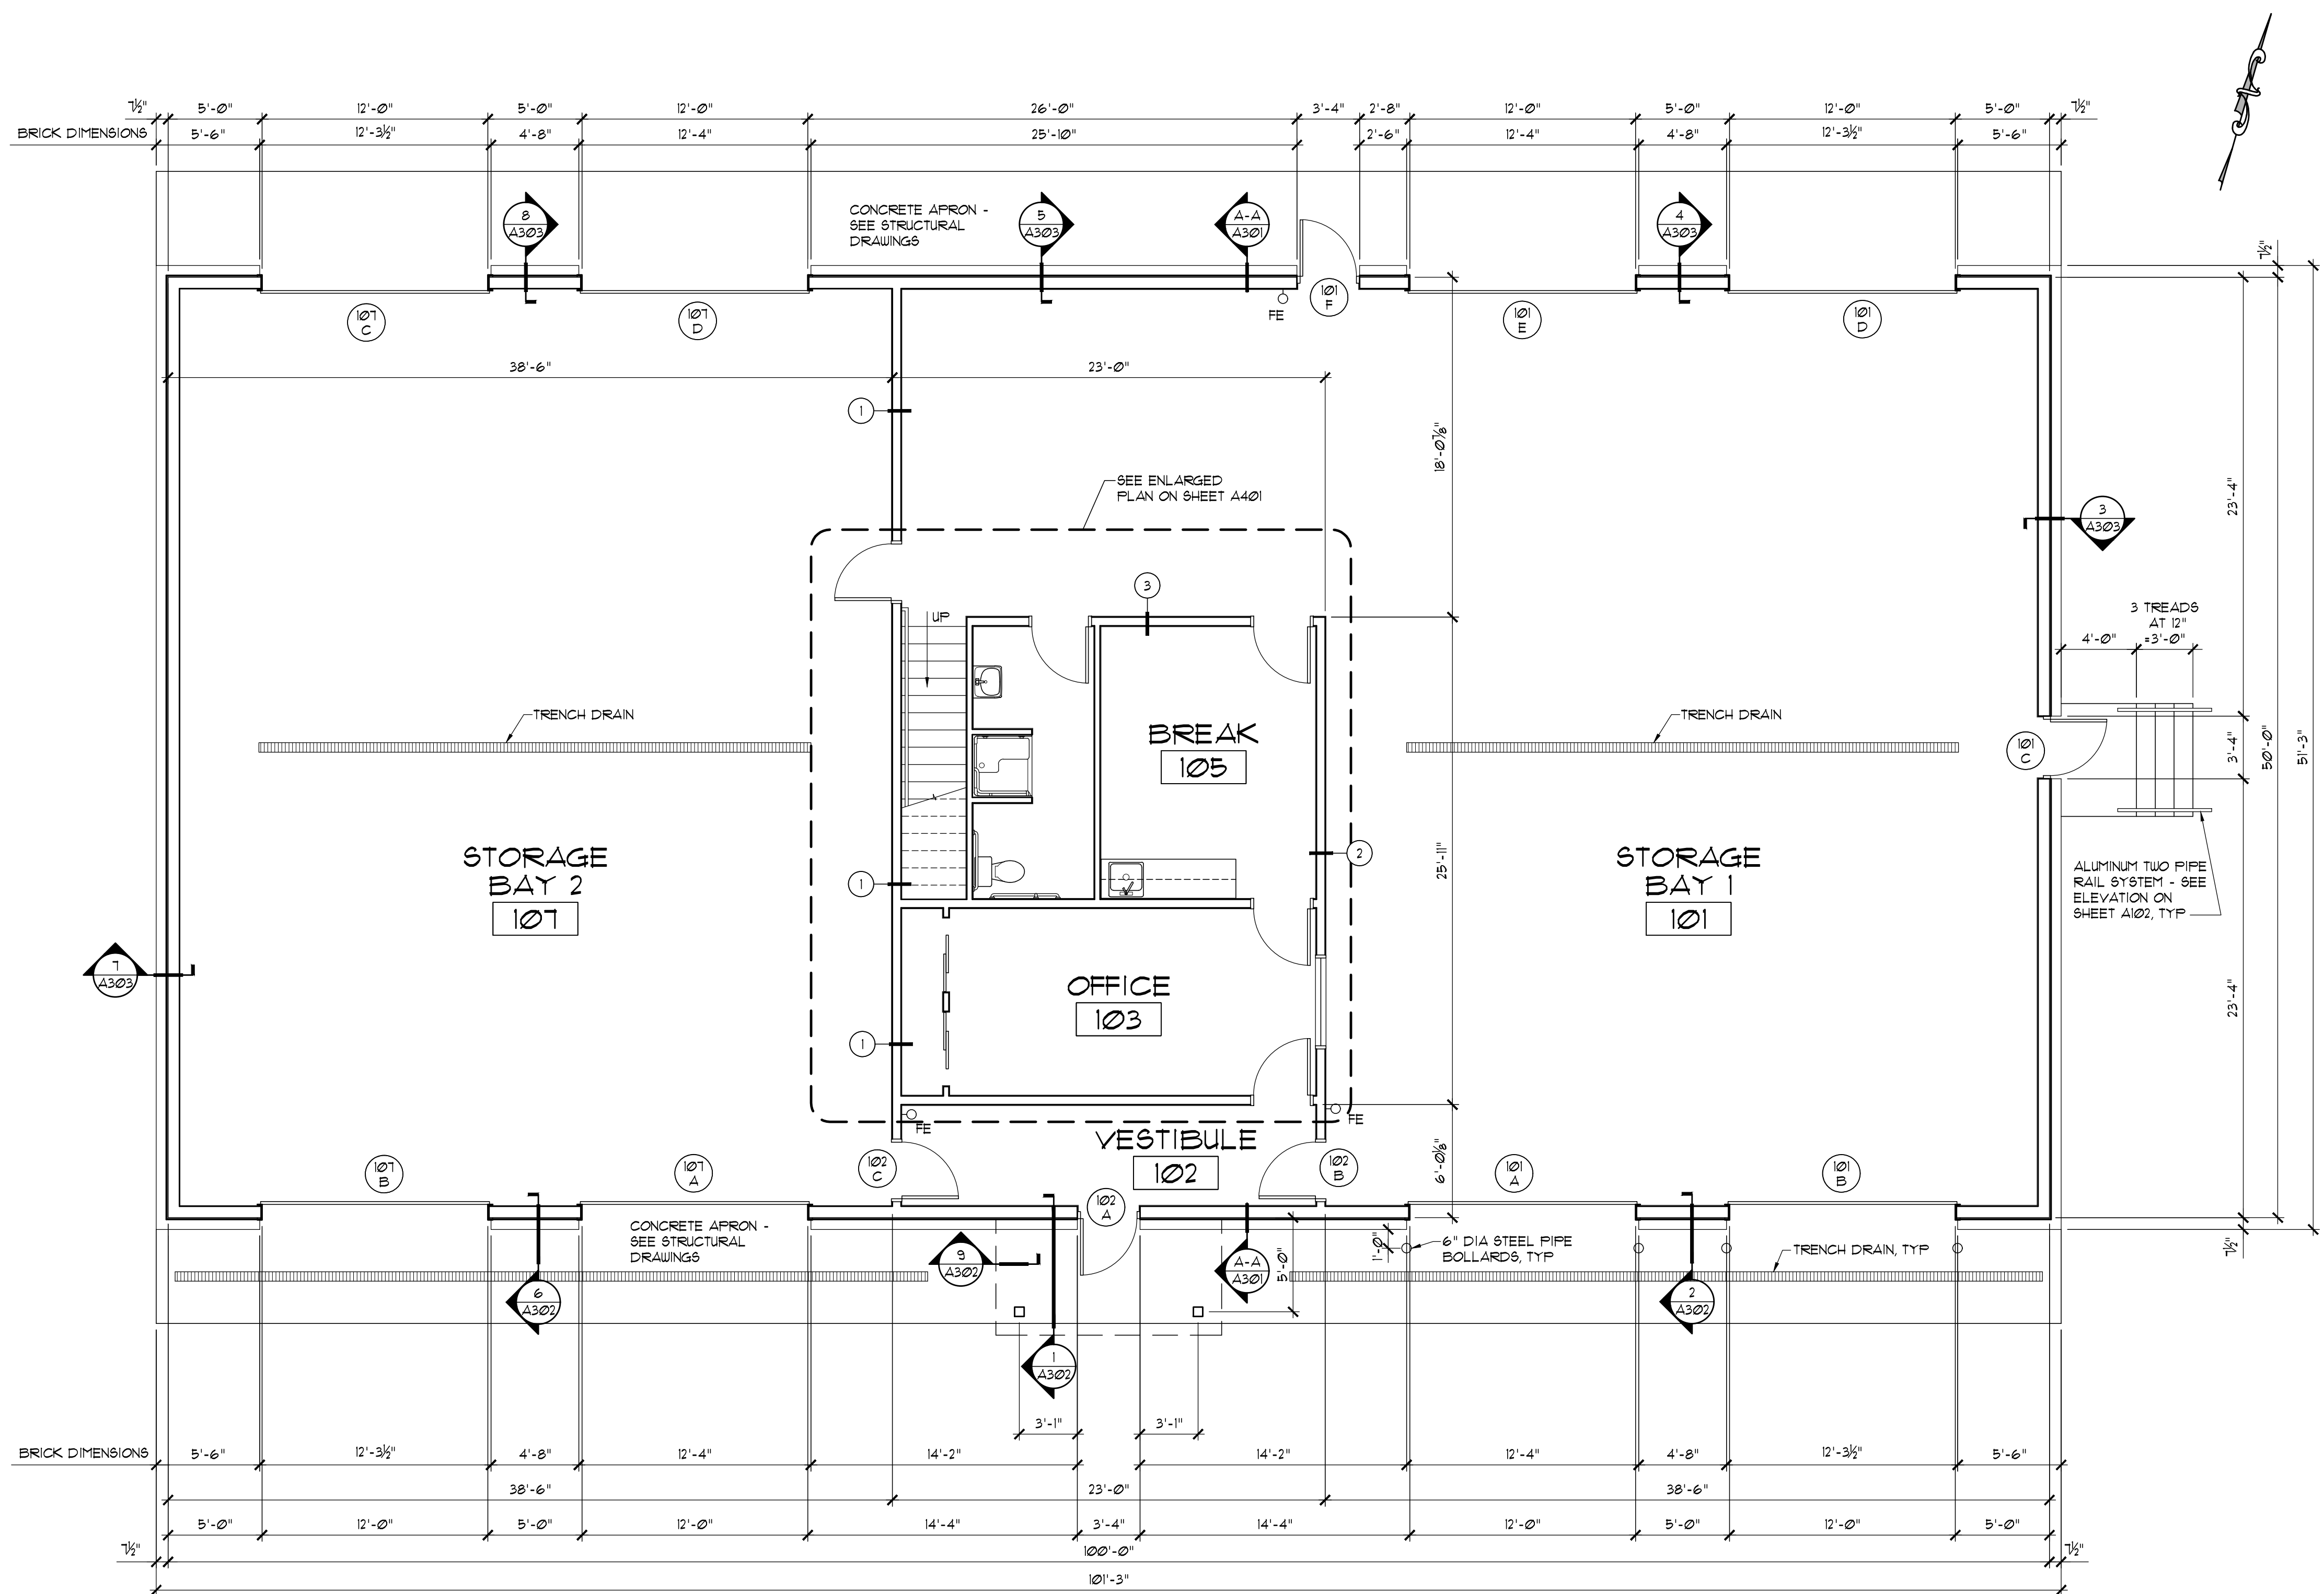 7½" 5'-0" 12'-0" 5'-0" 12'-0" 26'-0" 3'-4" 2'-8" 12'-0" 5'-0" 12'-0" 5'-0" 7½"
BRICK DIMENSIONS 5'-6" 12'-3½" 4'-8" 12'-4" 25'-10" 2'-6" 12'-4" 4'-8" 12'-3½" 5'-6"
CONCRETE APRON -
SEE STRUCTURAL
DRAWINGS
8
A303
5
A303
A-A
A301
4
A303
7½"
107
C
107
D
FE
101
F
101
E
101
D
38'-6" 23'-0"
1
18'-0⅞"
SEE ENLARGED
PLAN ON SHEET A401
23'-4"
3
A303
3
UP
3 TREADS
AT 12"
=3'-0"
4'-0"
TRENCH DRAIN
BREAK
105
TRENCH DRAIN
101
C
3'-4"
50'-0"
51'-3"
STORAGE
BAY 2
107
1
2
25'-11"
STORAGE
BAY 1
101
ALUMINUM TWO PIPE
RAIL SYSTEM - SEE
ELEVATION ON
SHEET A102, TYP
7
A303
OFFICE
103
1
23'-4"
FE
FE
VESTIBULE
102
6'-0⅛"
107
B
107
A
102
C
102
A
102
B
101
A
101
B
CONCRETE APRON -
SEE STRUCTURAL
DRAWINGS
9
A302
A-A
A301
5'-0"
1'-0"
6" DIA STEEL PIPE
BOLLARDS, TYP
TRENCH DRAIN, TYP
7½"
6
A302
2
A302
1
A302
3'-1" 3'-1"
BRICK DIMENSIONS 5'-6" 12'-3½" 4'-8" 12'-4" 14'-2" 14'-2" 12'-4" 4'-8" 12'-3½" 5'-6"
38'-6" 23'-0" 38'-6"
5'-0" 12'-0" 5'-0" 12'-0" 14'-4" 3'-4" 14'-4" 12'-0" 5'-0" 12'-0" 5'-0"
7½" 100'-0" 7½"
101'-3"